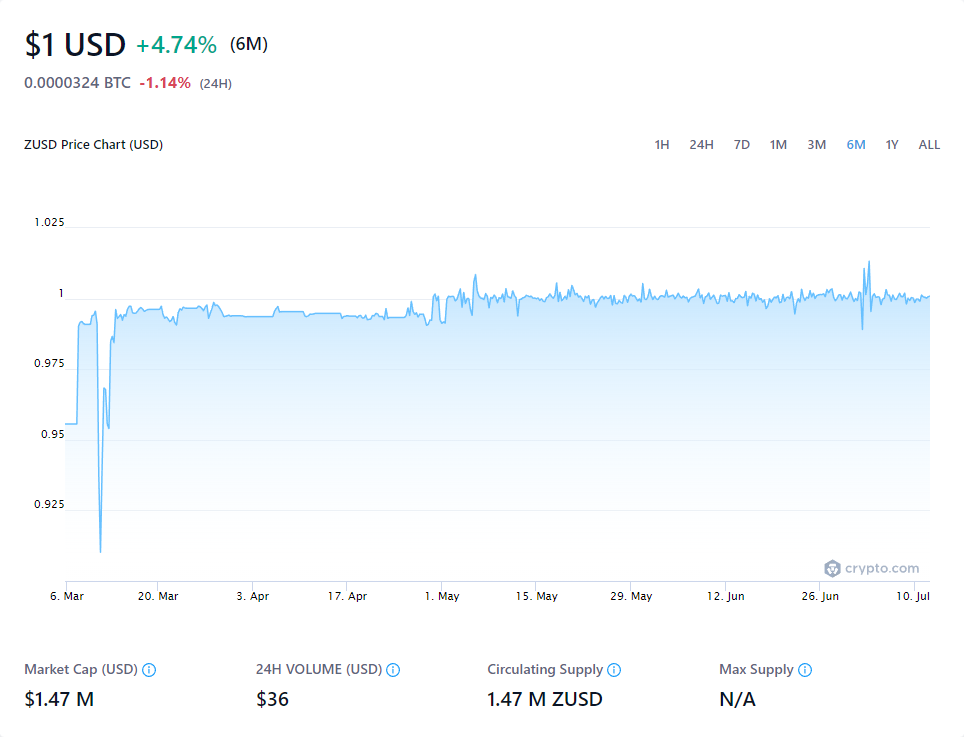 $1 USD +4.74% (6M)
0.0000324 BTC -1.14% (24H)
ZUSD Price Chart (USD) 1H 24H 7D 1M 3M 6M 1Y ALL
1.025
1
0.975
0.95
0.925
crypto.com
6. Mar 20. Mar 3. Apr 17. Apr 1. May 15. May 29. May 12. Jun 26. Jun 10. Jul
Market Cap (USD) 24H VOLUME (USD) Circulating Supply Max Supply
$1.47 M $36 1.47 M ZUSD N/A